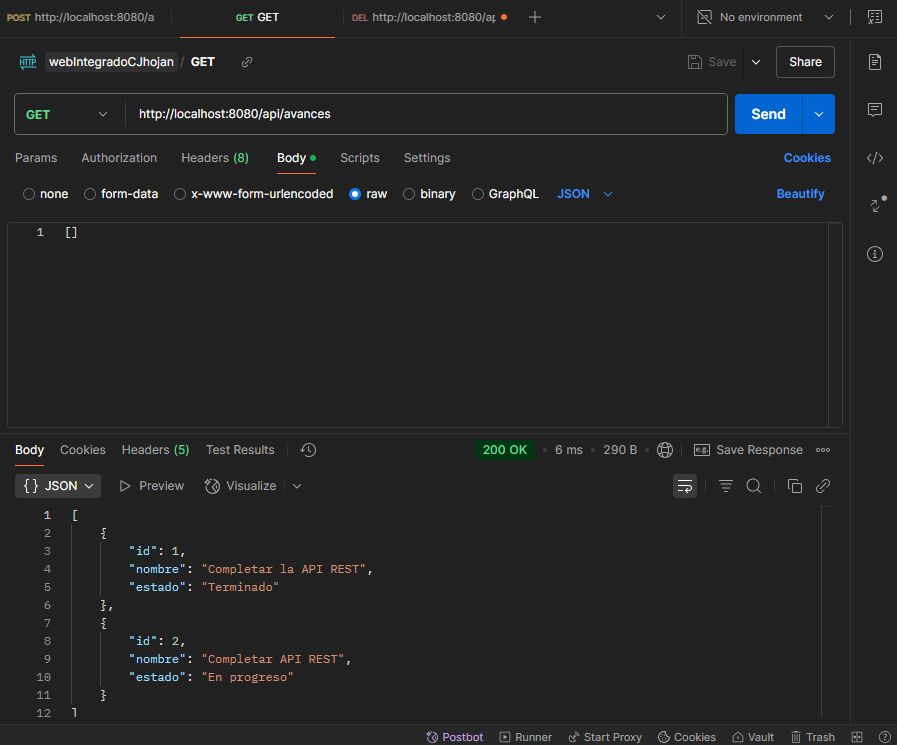 POST http://localhost:8080/a GET GET DEL http://localhost:8080/ap No environment
HTTP webIntegradoCJhojan / GET Save Share
GET http://localhost:8080/api/avances Send
Params Authorization Headers (8) Body Scripts Settings Cookies
none form-data x-www-form-urlencoded raw binary GraphQL JSON Beautify
1 []
Body Cookies Headers (5) Test Results 200 OK • 6 ms • 290 B • e.g. Save Response
{} JSON Preview Visualize
1 [
2 {
3 "id": 1,
4 "nombre": "Completar la API REST",
5 "estado": "Terminado"
6 },
7 {
8 "id": 2,
9 "nombre": "Completar API REST",
10 "estado": "En progreso"
11 }
12 ]
Postbot Runner Start Proxy Cookies Vault Trash